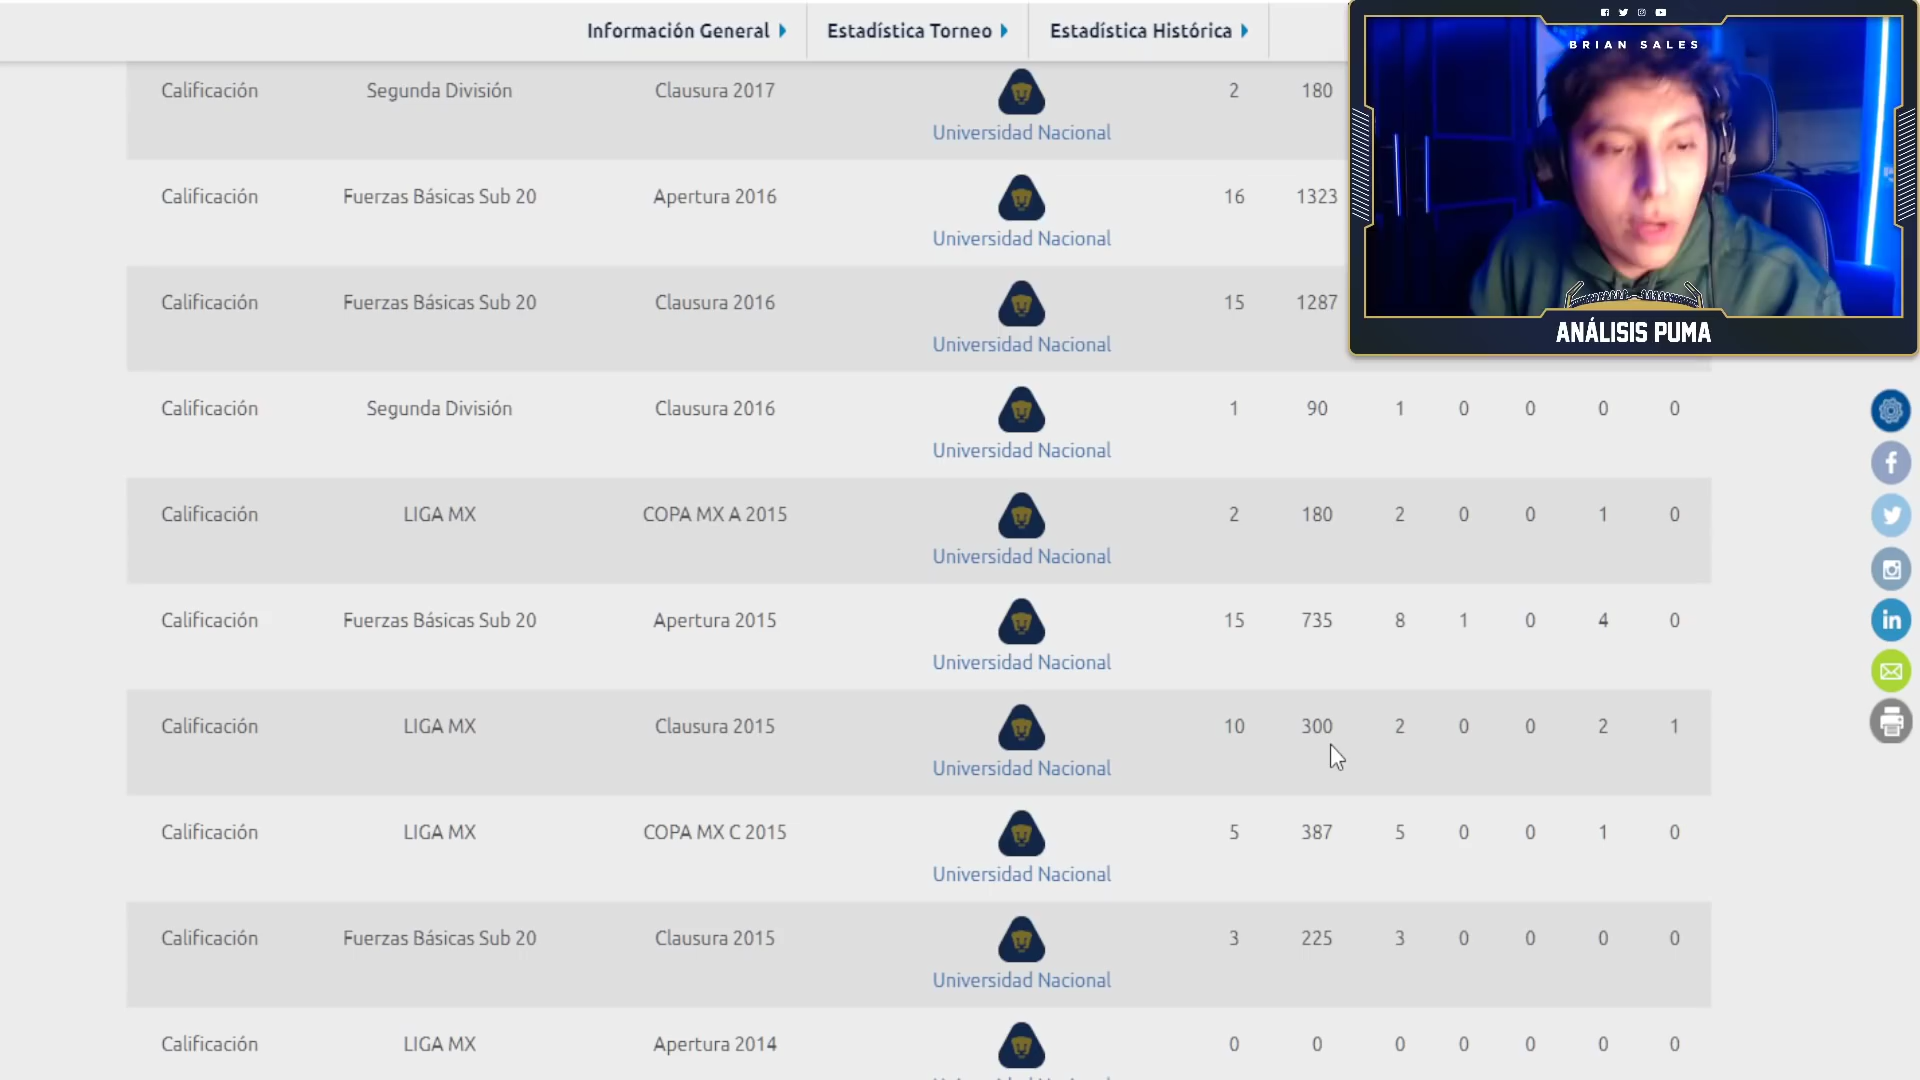 Información General
Estadística Torneo
Estadística Histórica
BRIAN SALES
ANÁLISIS PUMA
Calificación Segunda División Clausura 2017 2 180
Universidad Nacional
Calificación Fuerzas Básicas Sub 20 Apertura 2016 16 1323
Universidad Nacional
Calificación Fuerzas Básicas Sub 20 Clausura 2016 15 1287
Universidad Nacional
Calificación Segunda División Clausura 2016 1 90 1 0 0 0 0
Universidad Nacional
Calificación LIGA MX COPA MX A 2015 2 180 2 0 0 1 0
Universidad Nacional
Calificación Fuerzas Básicas Sub 20 Apertura 2015 15 735 8 1 0 4 0
Universidad Nacional
Calificación LIGA MX Clausura 2015 10 300 2 0 0 2 1
Universidad Nacional
Calificación LIGA MX COPA MX C 2015 5 387 5 0 0 1 0
Universidad Nacional
Calificación Fuerzas Básicas Sub 20 Clausura 2015 3 225 3 0 0 0 0
Universidad Nacional
Calificación LIGA MX Apertura 2014 0 0 0 0 0 0 0